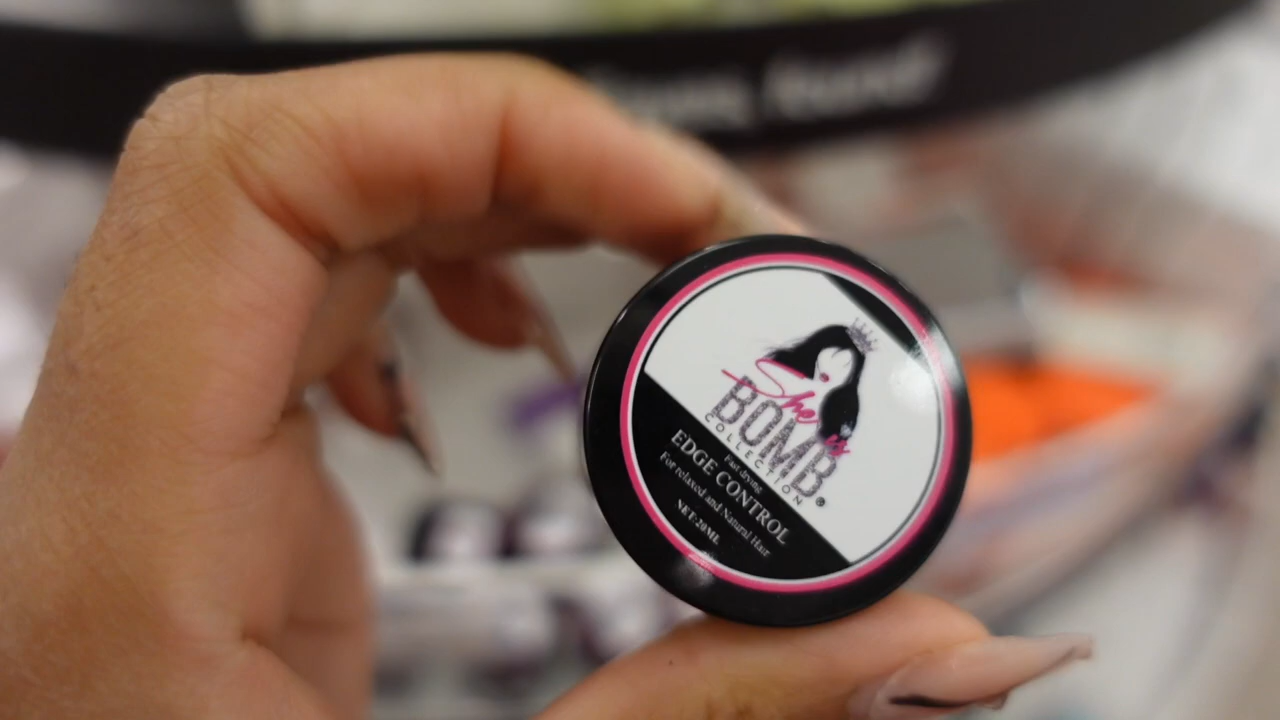 She is
BOMB
COLLECTION
Fast drying
EDGE CONTROL
For relaxed and Natural Hair
NET:20ML